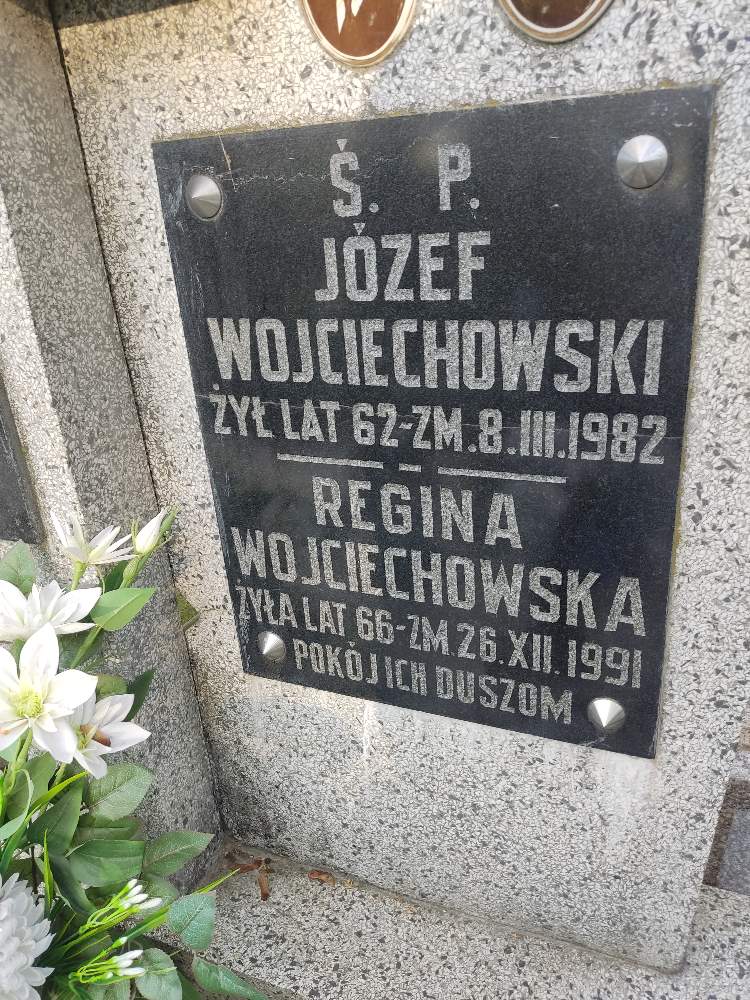 Ś. P.
JÓZEF
WOJCIECHOWSKI
ŻYŁ LAT 62-ZM.8.III.1982
REGINA
WOJCIECHOWSKA
ŻYŁA LAT 66-ZM.26.XII.1991
POKÓJ ICH DUSZOM